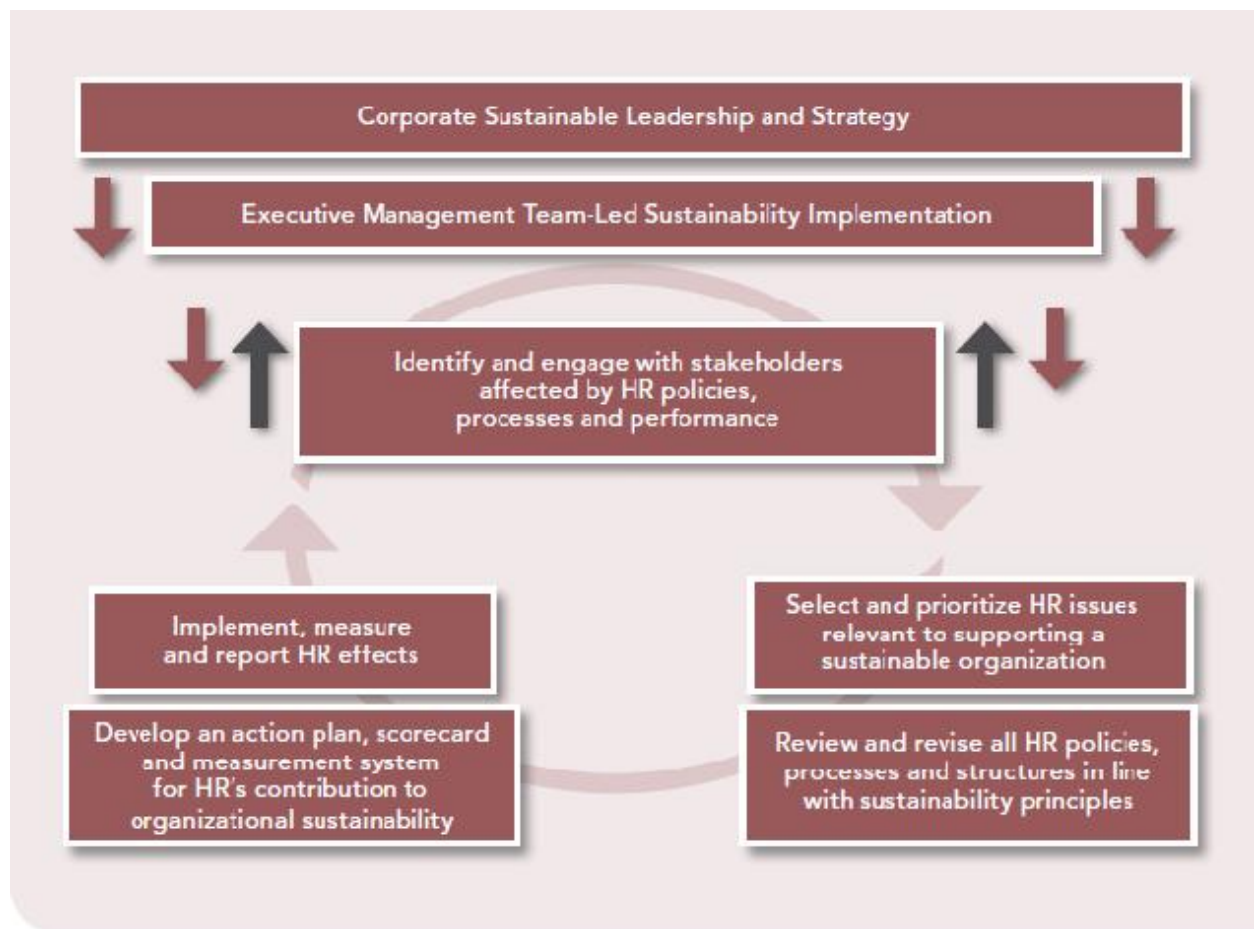 Corporate Sustainable Leadership and Strategy
Executive Management Team-Led Sustainability Implementation
Identify and engage with stakeholders
affected by HR policies,
processes and performance
Select and prioritize HR issues
relevant to supporting a
sustainable organization
Review and revise all HR policies,
processes and structures in line
with sustainability principles
Implement, measure
and report HR effects
Develop an action plan, scorecard
and measurement system
for HR's contribution to
organizational sustainability